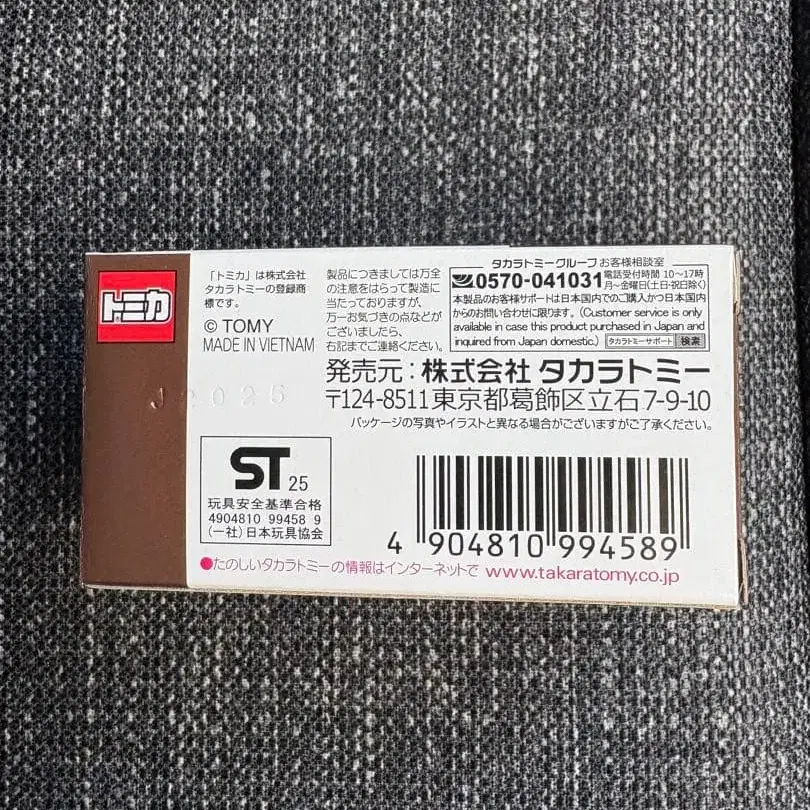 トミカ
「トミカ」は株式会社
タカラトミーの登録商
標です。
© TOMY
MADE IN VIETNAM
製品につきましては万全
の注意をはらって製造に
当たっておりますが、
万一お気づきの点などが
ございましたら、
右記までご連絡ください。
タカラトミーグループ お客様相談室
0570-041031 電話受付時間 10～17時
月～金曜日(土・日・祝日除く)
本製品のお客様サポートは日本国内でのご購入かつ日本国内
からのお問い合わせに限ります。(Customer service is only
available in case this product purchased in Japan and
inquired from Japan domestic.) タカラトミーサポート 検索
発売元：株式会社 タカラトミー
〒124-8511 東京都葛飾区立石 7-9-10
パッケージの写真やイラストと異なる場合がございますがご了承ください。
ST 25
玩具安全基準合格
4904810 99458 9
(一社)日本玩具協会
4 904810 994589
●たのしいタカラトミーの情報はインターネットで www.takaratomy.co.jp